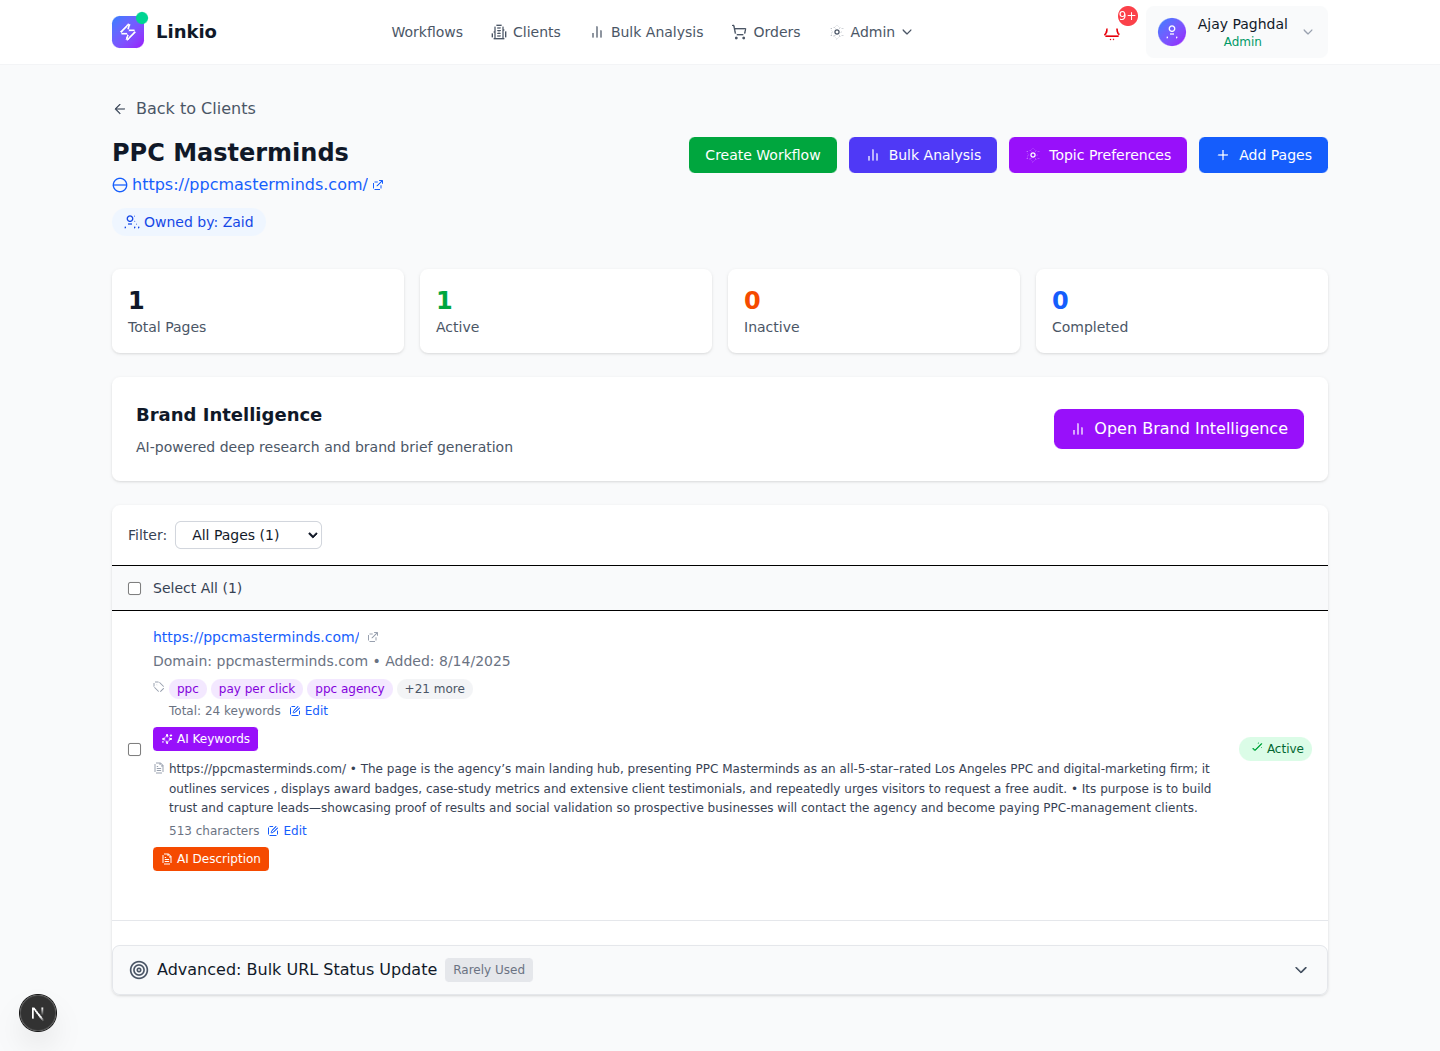 Linkio
Workflows
Clients
Bulk Analysis
Orders
Admin
9+
Ajay Paghdal
Admin
Back to Clients
PPC Masterminds
Create Workflow
Bulk Analysis
Topic Preferences
Add Pages
https://ppcmasterminds.com/
Owned by: Zaid
1
Total Pages
1
Active
0
Inactive
0
Completed
Brand Intelligence
AI-powered deep research and brand brief generation
Open Brand Intelligence
Filter:
All Pages (1)
Select All (1)
https://ppcmasterminds.com/
Domain: ppcmasterminds.com • Added: 8/14/2025
ppc
pay per click
ppc agency
+21 more
Total: 24 keywords
Edit
AI Keywords
https://ppcmasterminds.com/ • The page is the agency’s main landing hub, presenting PPC Masterminds as an all-5-star–rated Los Angeles PPC and digital-marketing firm; it
outlines services , displays award badges, case-study metrics and extensive client testimonials, and repeatedly urges visitors to request a free audit. • Its purpose is to build
trust and capture leads—showcasing proof of results and social validation so prospective businesses will contact the agency and become paying PPC-management clients.
Active
513 characters
Edit
AI Description
Advanced: Bulk URL Status Update
Rarely Used
N